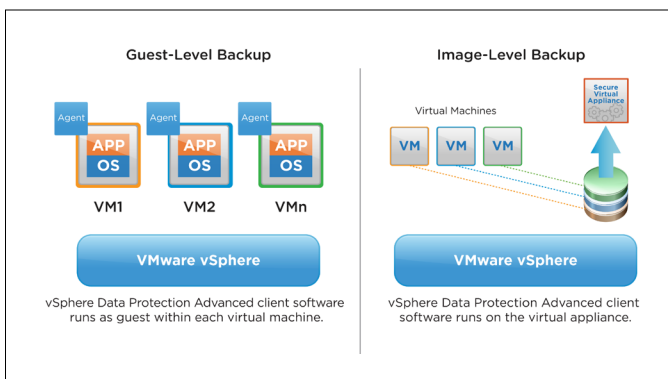 Guest-Level Backup
Agent
Agent
Agent
APP
OS
APP
OS
APP
OS
VM1
VM2
VMn
VMware vSphere
vSphere Data Protection Advanced client software
runs as guest within each virtual machine.
Image-Level Backup
Secure
Virtual
Appliance
Virtual Machines
VM
VM
VM
VMware vSphere
vSphere Data Protection Advanced client
software runs on the virtual appliance.